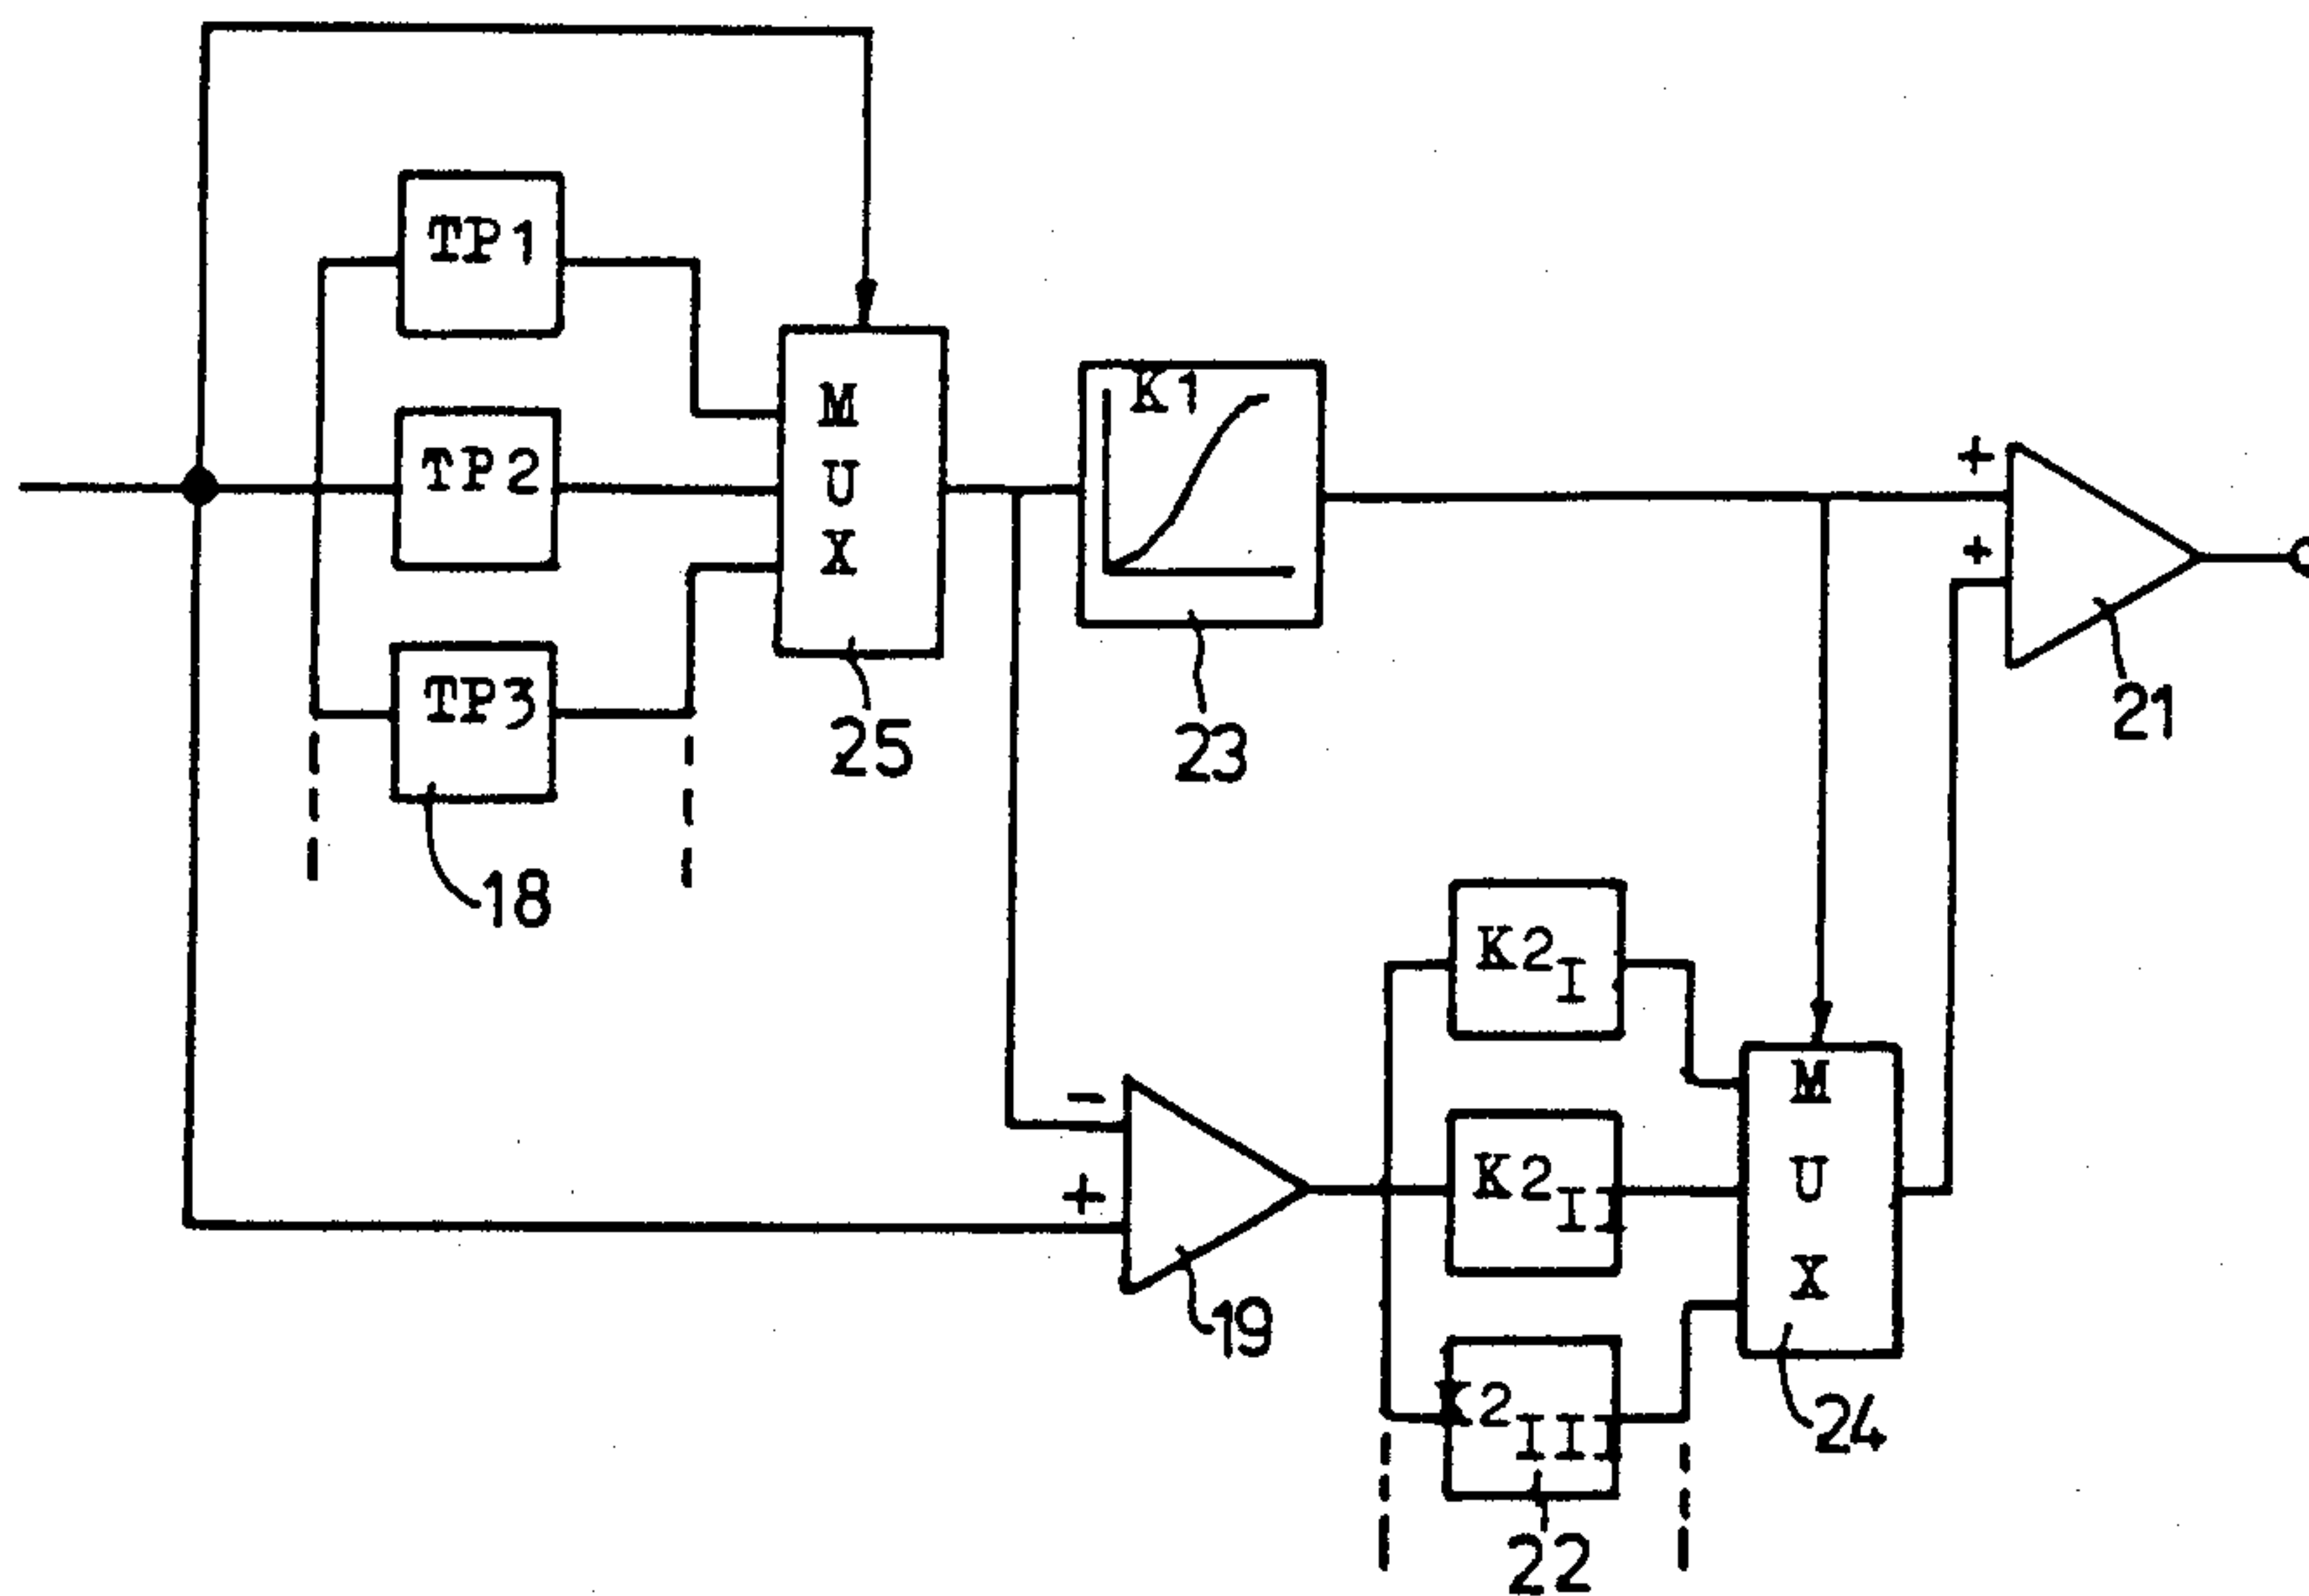 TP1
TP2
TP3
18
M
U
X
25
K1
23
+
+
21
-
+
19
K2I
K2II
K2III
22
M
U
X
24